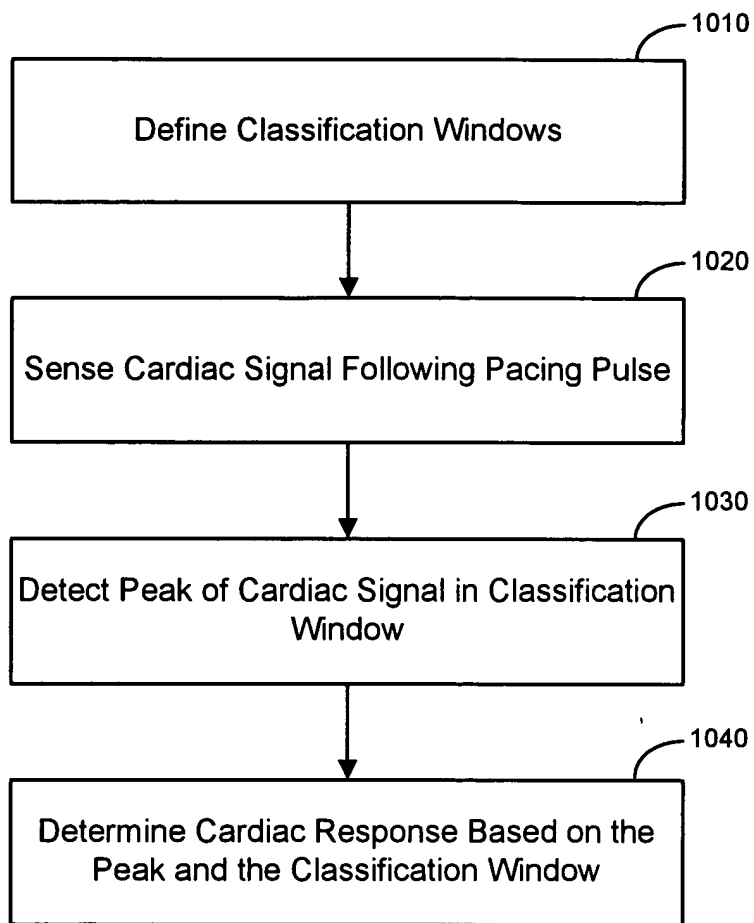 1010
Define Classification Windows
1020
Sense Cardiac Signal Following Pacing Pulse
1030
Detect Peak of Cardiac Signal in Classification
Window
1040
Determine Cardiac Response Based on the
Peak and the Classification Window